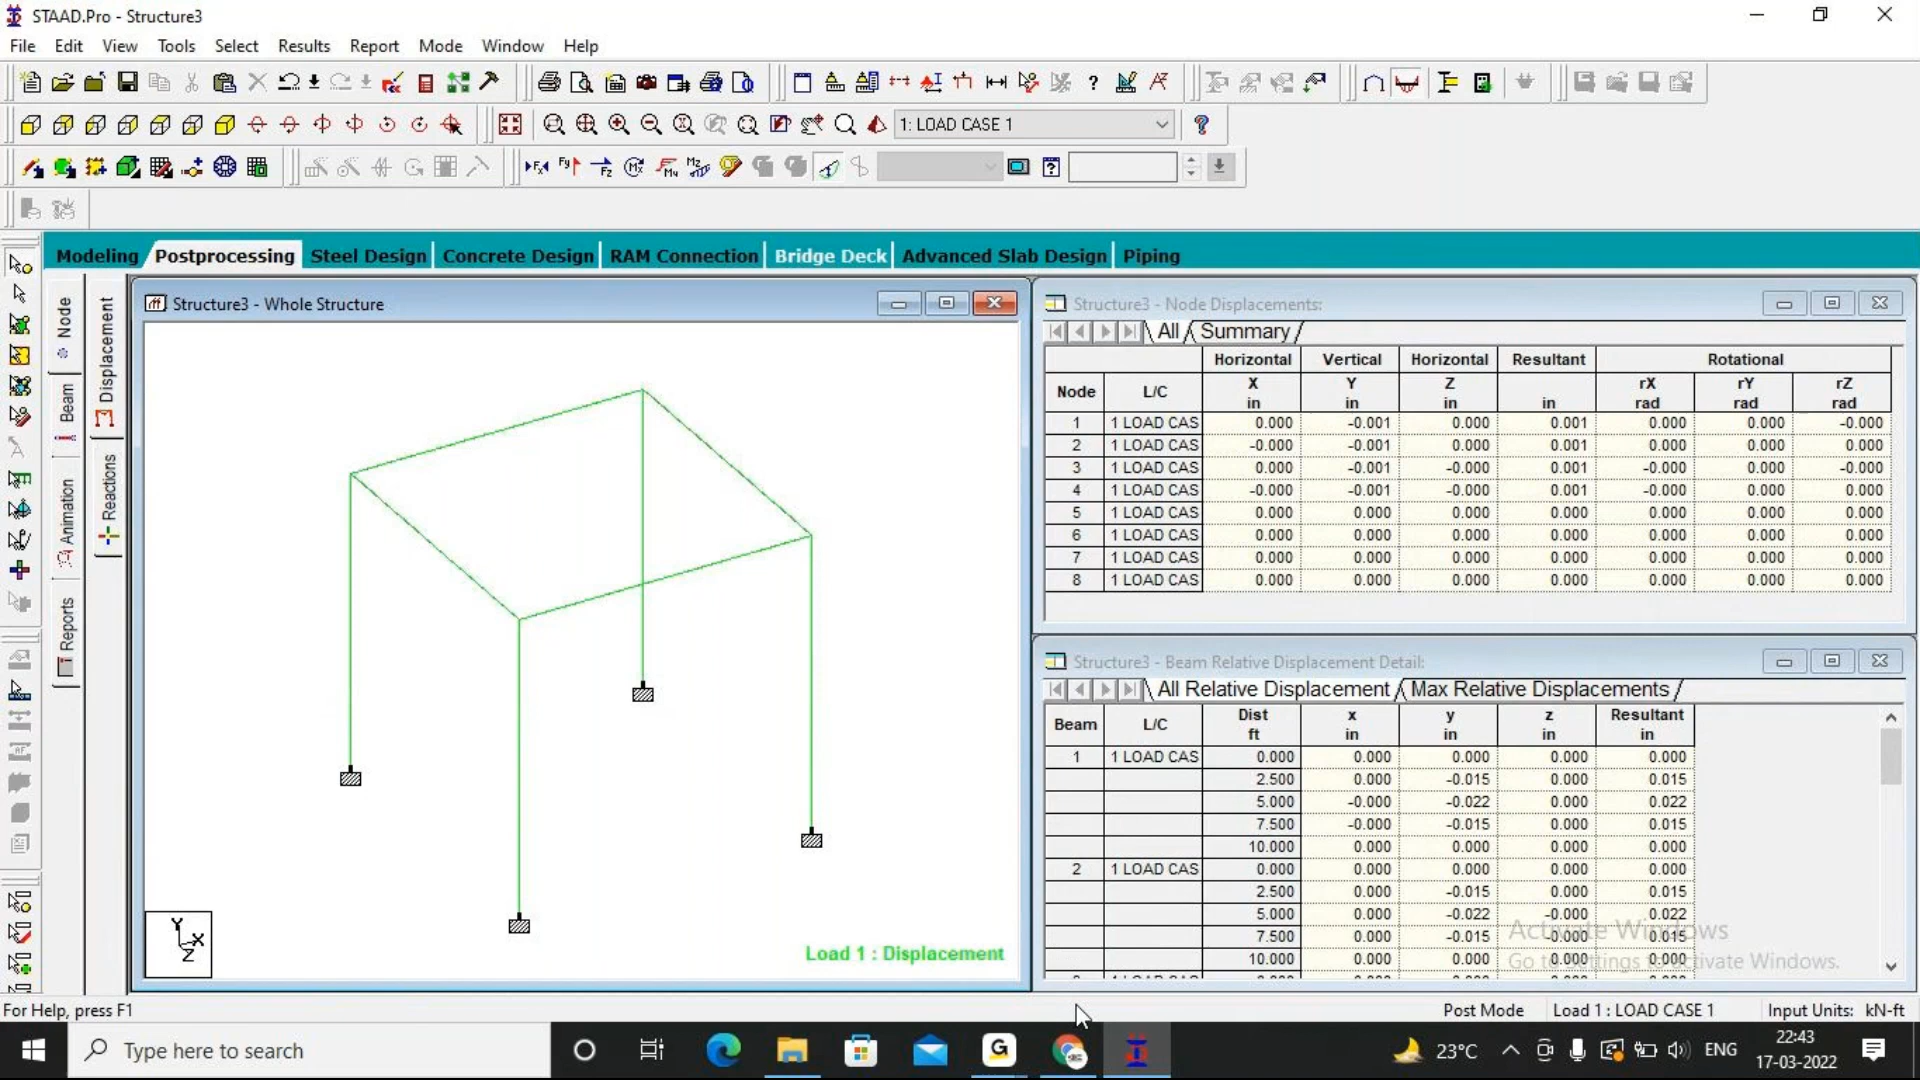 STAAD.Pro - Structure3
File Edit View Tools Select Results Report Mode Window Help
1: LOAD CASE 1
Modeling Postprocessing Steel Design Concrete Design RAM Connection Bridge Deck Advanced Slab Design Piping
Node
Beam
Animation
Reports
Displacement
Reactions
Structure3 - Whole Structure
Y
X
Z
Load 1 : Displacement
Structure3 - Node Displacements:
All Summary
Horizontal Vertical Horizontal Resultant Rotational
Node L/C X in Y in Z in in rX rad rY rad rZ rad
1 1 LOAD CAS 0.000 -0.001 0.000 0.001 0.000 0.000 -0.000
2 1 LOAD CAS -0.000 -0.001 0.000 0.001 0.000 0.000 0.000
3 1 LOAD CAS 0.000 -0.001 -0.000 0.001 -0.000 0.000 -0.000
4 1 LOAD CAS -0.000 -0.001 -0.000 0.001 -0.000 0.000 0.000
5 1 LOAD CAS 0.000 0.000 0.000 0.000 0.000 0.000 0.000
6 1 LOAD CAS 0.000 0.000 0.000 0.000 0.000 0.000 0.000
7 1 LOAD CAS 0.000 0.000 0.000 0.000 0.000 0.000 0.000
8 1 LOAD CAS 0.000 0.000 0.000 0.000 0.000 0.000 0.000
Structure3 - Beam Relative Displacement Detail:
All Relative Displacement Max Relative Displacements
Beam L/C Dist ft x in y in z in Resultant in
1 1 LOAD CAS 0.000 0.000 0.000 0.000 0.000
2.500 0.000 -0.015 0.000 0.015
5.000 -0.000 -0.022 0.000 0.022
7.500 -0.000 -0.015 0.000 0.015
10.000 0.000 0.000 0.000 0.000
2 1 LOAD CAS 0.000 0.000 0.000 0.000 0.000
2.500 0.000 -0.015 0.000 0.015
5.000 0.000 -0.022 -0.000 0.022
7.500 0.000 -0.015 -0.000 0.015
10.000 0.000 0.000 0.000 0.000
Activate Windows
Go to Settings to activate Windows.
For Help, press F1
Post Mode Load 1 : LOAD CASE 1 Input Units: kN-ft
Type here to search
23°C ENG
22:43
17-03-2022